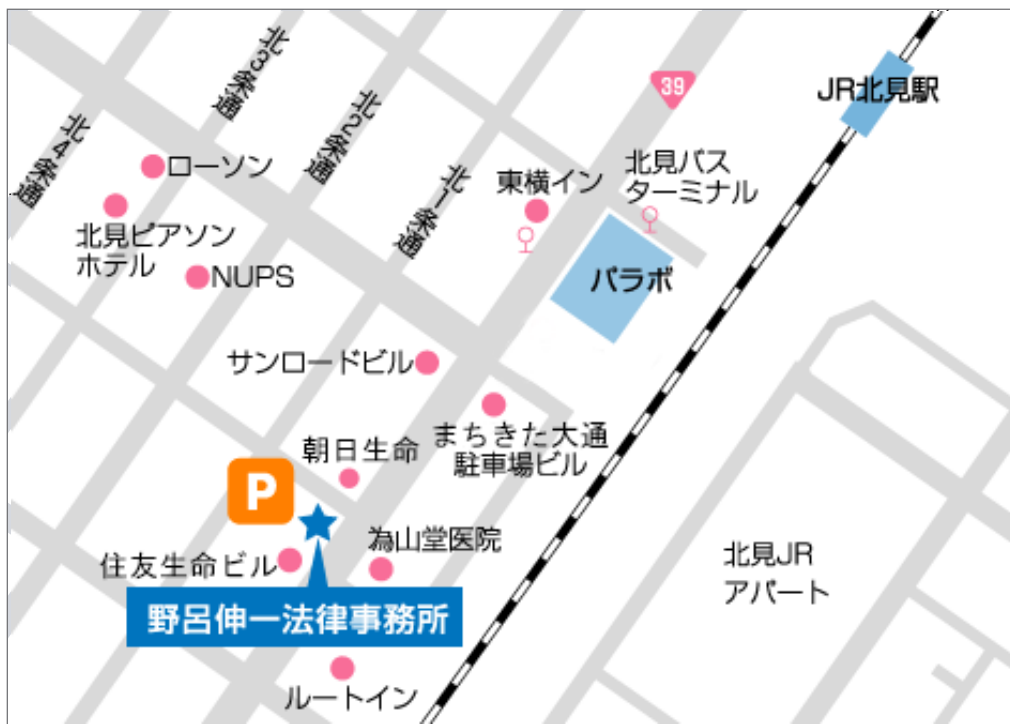 北3条通
北2条通
北4条通
北1条通
39
JR北見駅
ローソン
東横イン
北見バス
ターミナル
北見ピアソン
ホテル
NUPS
パラボ
サンロードビル
まちきた大通
駐車場ビル
朝日生命
P
為山堂医院
住友生命ビル
北見JR
アパート
野呂伸一法律事務所
ルートイン